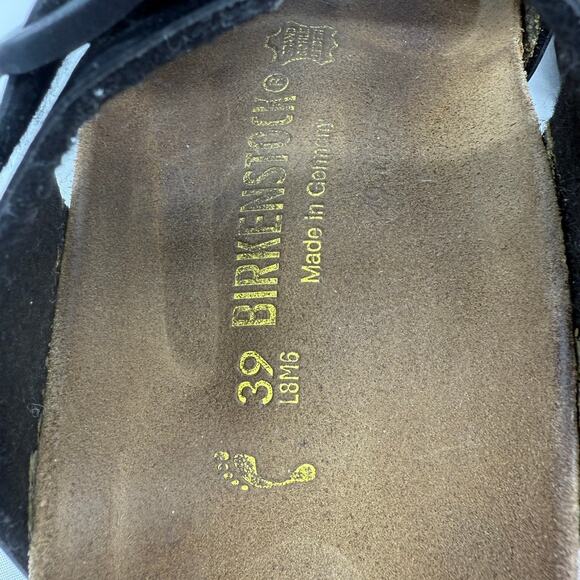 BIRKENSTOCK®
Made in Germany
39
L8M6